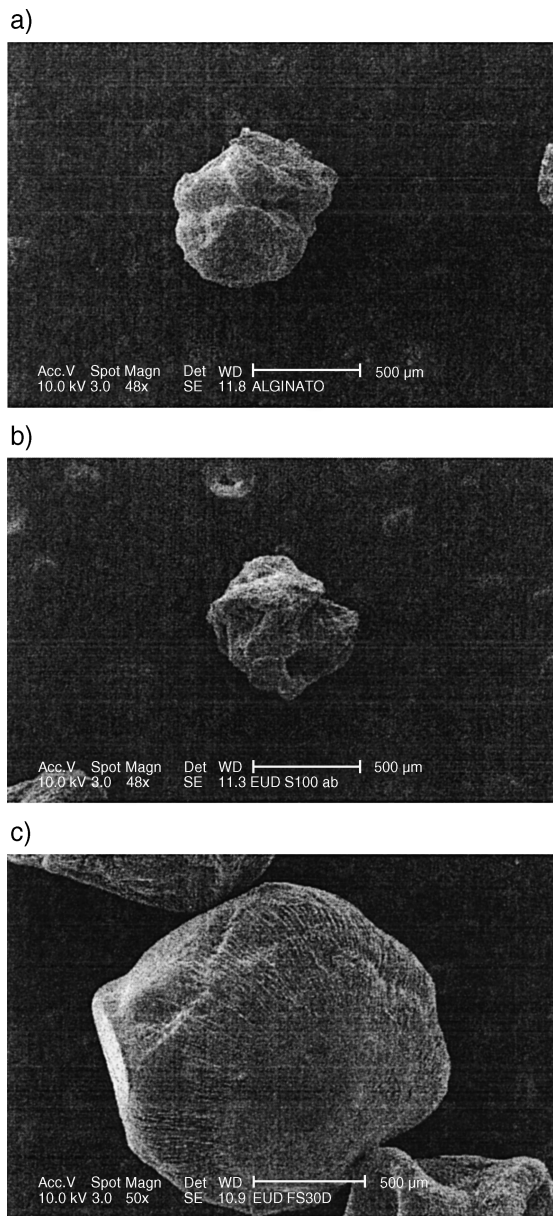 a)
Acc.V Spot Magn Det WD 500 µm
10.0 kV 3.0 48x SE 11.8 ALGINATO
b)
Acc.V Spot Magn Det WD 500 µm
10.0 kV 3.0 48x SE 11.3 EUD S100 ab
c)
Acc.V Spot Magn Det WD 500 µm
10.0 kV 3.0 50x SE 10.9 EUD FS30D